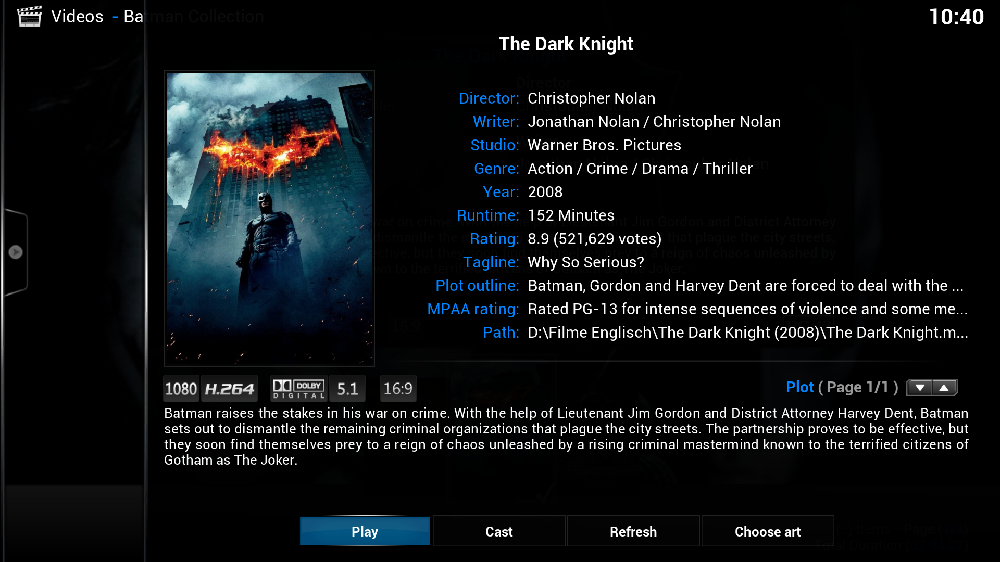 Videos - Batman Collection
10:40
The Dark Knight
Director: Christopher Nolan
Writer: Jonathan Nolan / Christopher Nolan
Studio: Warner Bros. Pictures
Genre: Action / Crime / Drama / Thriller
Year: 2008
Runtime: 152 Minutes
Rating: 8.9 (521,629 votes)
Tagline: Why So Serious?
Plot outline: Batman, Gordon and Harvey Dent are forced to deal with the ...
MPAA rating: Rated PG-13 for intense sequences of violence and some me...
Path: D:\Filme Englisch\The Dark Knight (2008)\The Dark Knight.m...
1080 H.264 DOLBY DIGITAL 5.1 16:9
Plot ( Page 1/1 )
Batman raises the stakes in his war on crime. With the help of Lieutenant Jim Gordon and District Attorney Harvey Dent, Batman
sets out to dismantle the remaining criminal organizations that plague the city streets. The partnership proves to be effective, but
they soon find themselves prey to a reign of chaos unleashed by a rising criminal mastermind known to the terrified citizens of
Gotham as The Joker.
Play
Cast
Refresh
Choose art